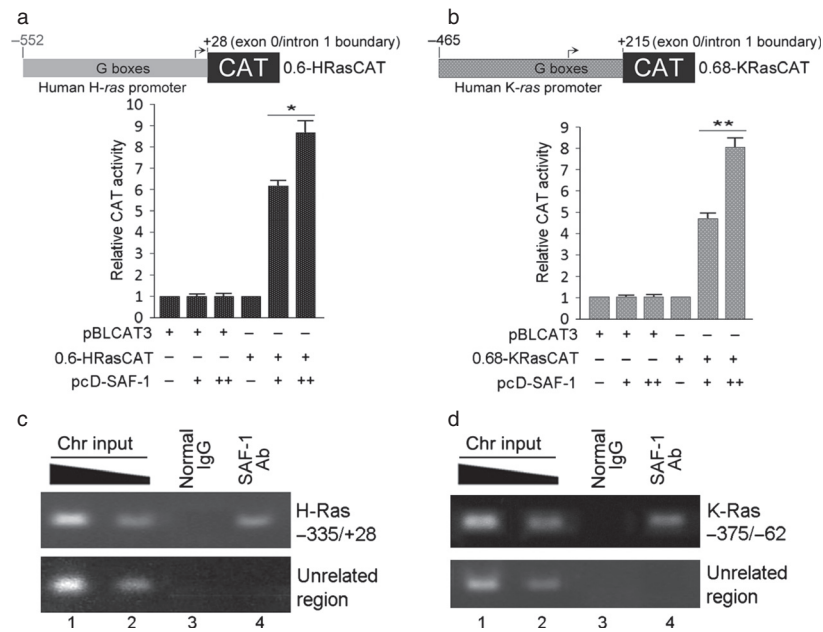 a
–552
+28 (exon 0/intron 1 boundary)
G boxes
CAT
0.6-HRasCAT
Human H-ras promoter
*
Relative CAT activity
10
9
8
7
6
5
4
3
2
1
0
pBLCAT3 + + + – – –
0.6-HRasCAT – – – + + +
pcD-SAF-1 – + ++ – + ++
b
–465
+215 (exon 0/intron 1 boundary)
G boxes
CAT
0.68-KRasCAT
Human K-ras promoter
**
Relative CAT activity
9
8
7
6
5
4
3
2
1
0
pBLCAT3 + + + – – –
0.68-KRasCAT – – – + + +
pcD-SAF-1 – + ++ – + ++
c
Chr input
Normal
IgG
SAF-1
Ab
H-Ras
–335/+28
Unrelated
region
1 2 3 4
d
Chr input
Normal
IgG
SAF-1
Ab
K-Ras
–375/–62
Unrelated
region
1 2 3 4